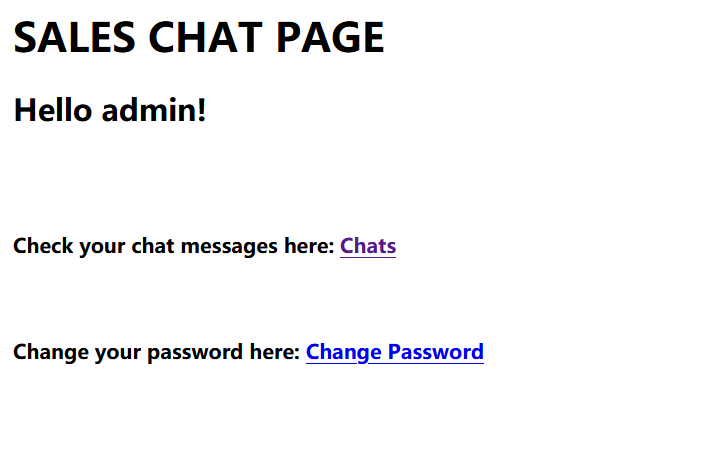 SALES CHAT PAGE
Hello admin!
Check your chat messages here: Chats
Change your password here: Change Password